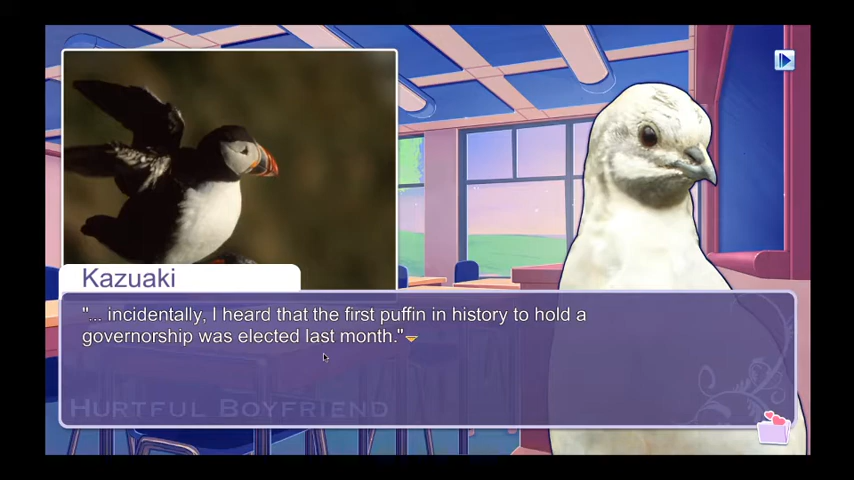 Kazuaki
"... incidentally, I heard that the first puffin in history to hold a
governorship was elected last month."
HURTFUL BOYFRIEND